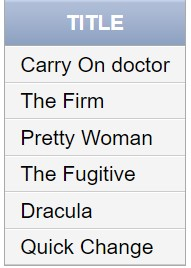 TITLE
Carry On doctor
The Firm
Pretty Woman
The Fugitive
Dracula
Quick Change